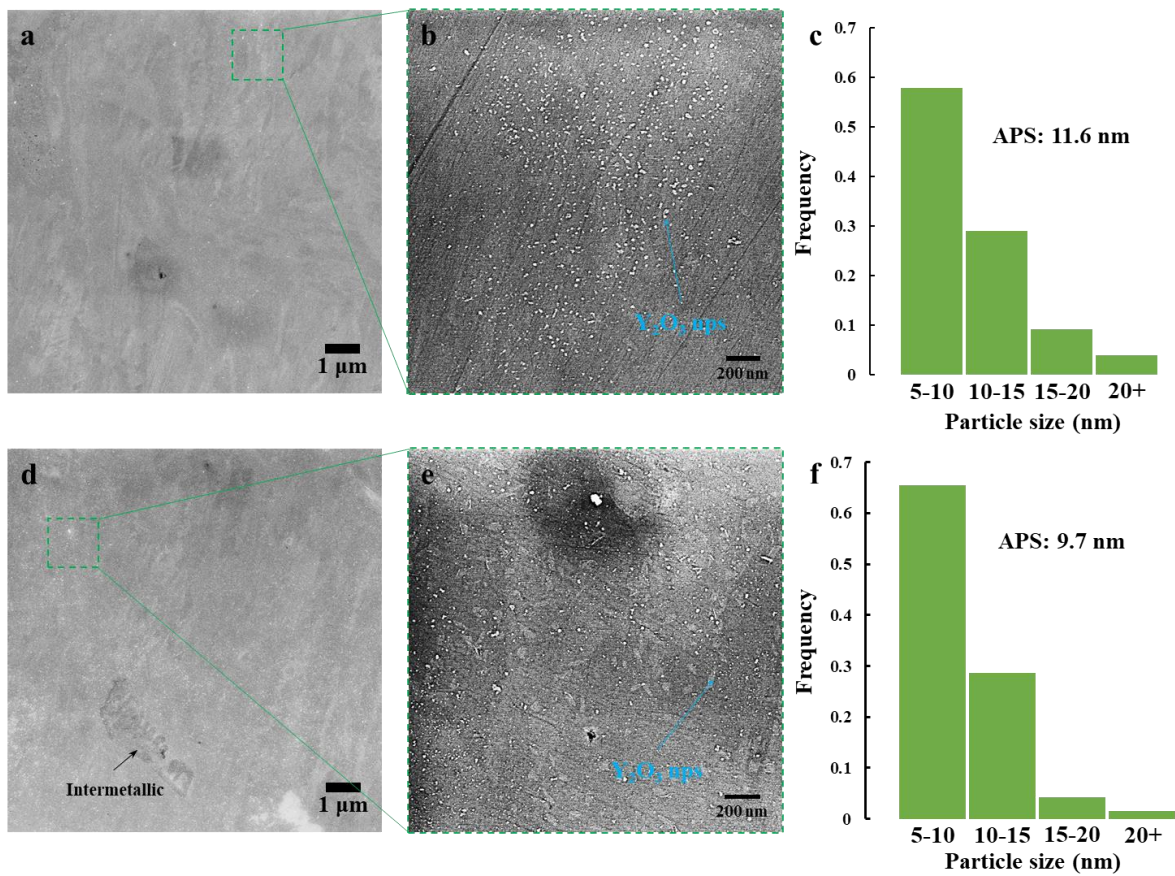 a
1 µm
b
Y₂O₃ nps
200 nm
c
0.7
0.6
0.5
0.4
0.3
0.2
0.1
0
Frequency
APS: 11.6 nm
5-10 10-15 15-20 20+
Particle size (nm)
d
Intermetallic
1 µm
e
Y₂O₃ nps
200 nm
f
0.7
0.6
0.5
0.4
0.3
0.2
0.1
0
Frequency
APS: 9.7 nm
5-10 10-15 15-20 20+
Particle size (nm)